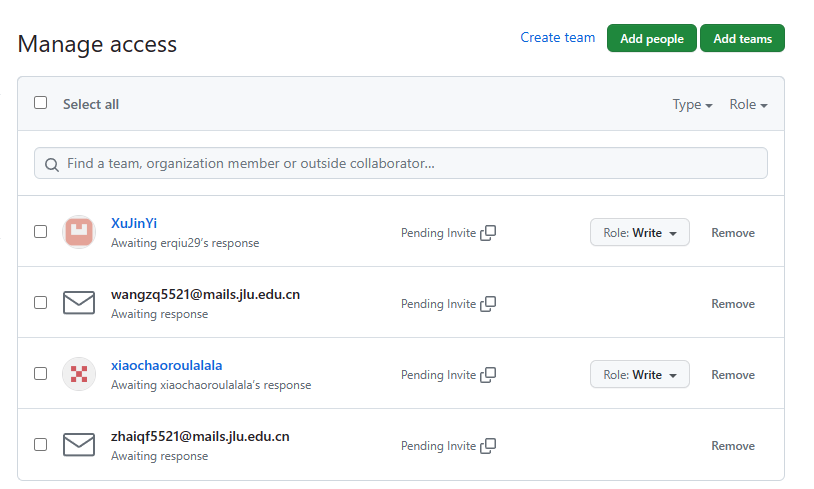 Manage access
Create team
Add people
Add teams
Select all
Type
Role
Find a team, organization member or outside collaborator...
XuJinYi
Awaiting erqiu29's response
Pending Invite
Role: Write
Remove
wangzq5521@mails.jlu.edu.cn
Awaiting response
Pending Invite
Remove
xiaochaoroulalala
Awaiting xiaochaoroulalala's response
Pending Invite
Role: Write
Remove
zhaiqf5521@mails.jlu.edu.cn
Awaiting response
Pending Invite
Remove